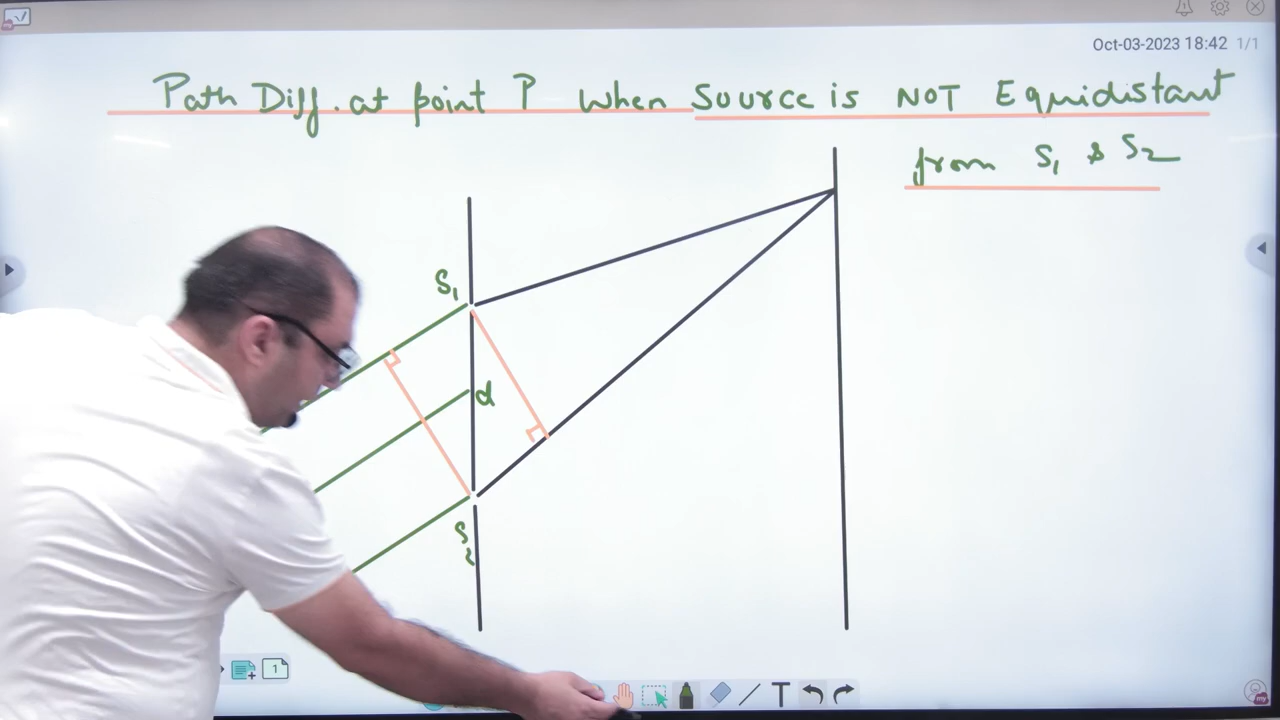 Oct-03-2023 18:42 1/1
Path Diff. at point P When Source is NOT Equidistant
from S₁ & S₂
S₁
d
S₂
1
T